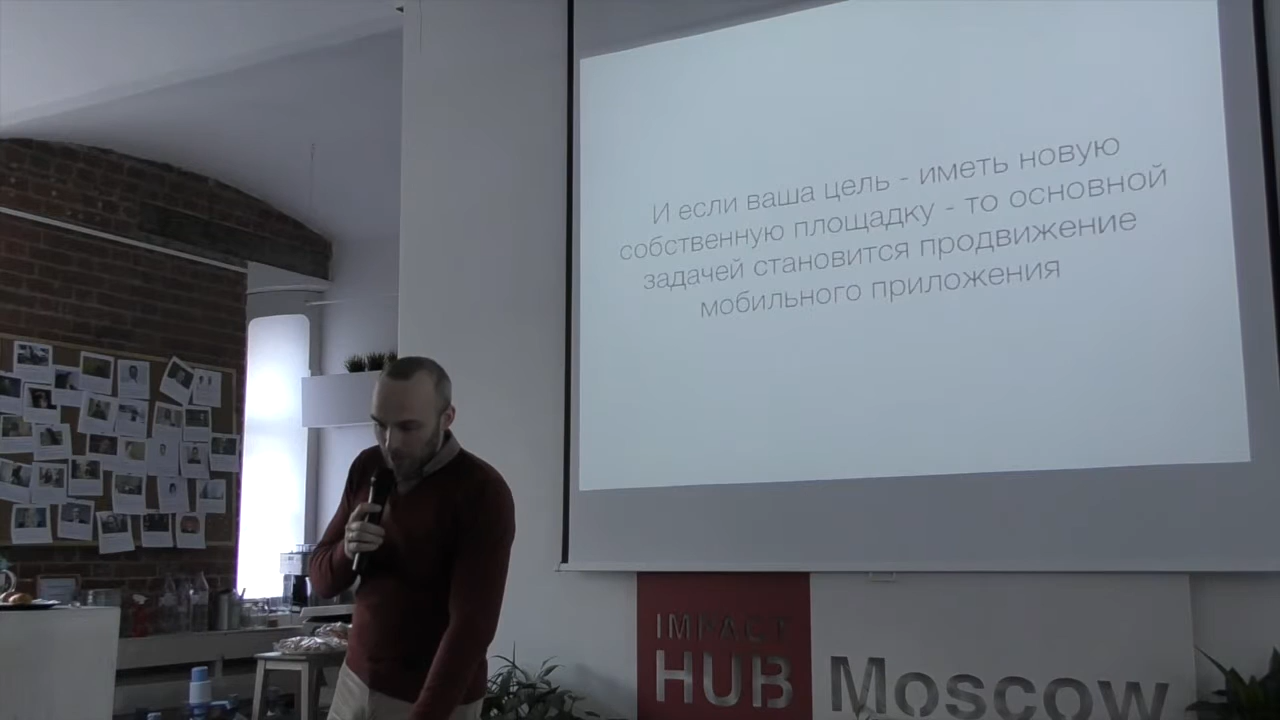 И если ваша цель - иметь новую
собственную площадку - то основной
задачей становится продвижение
мобильного приложения
IMPACT
HUB Moscow